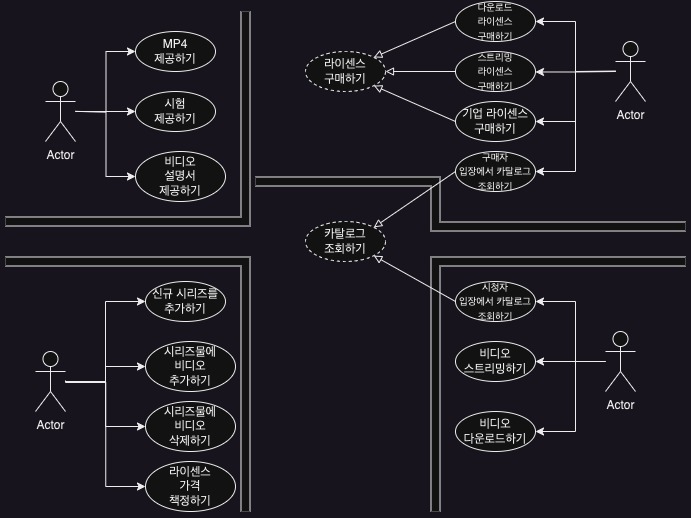 MP4
제공하기
시험
제공하기
비디오
설명서
제공하기
Actor
다운로드
라이센스
구매하기
라이센스
구매하기
스트리밍
라이센스
구매하기
기업 라이센스
구매하기
구매자
입장에서 카탈로그
조회하기
Actor
카탈로그
조회하기
신규 시리즈를
추가하기
시리즈물에
비디오
추가하기
시리즈물에
비디오
삭제하기
라이센스
가격
책정하기
Actor
시청자
입장에서 카탈로그
조회하기
비디오
스트리밍하기
비디오
다운로드하기
Actor